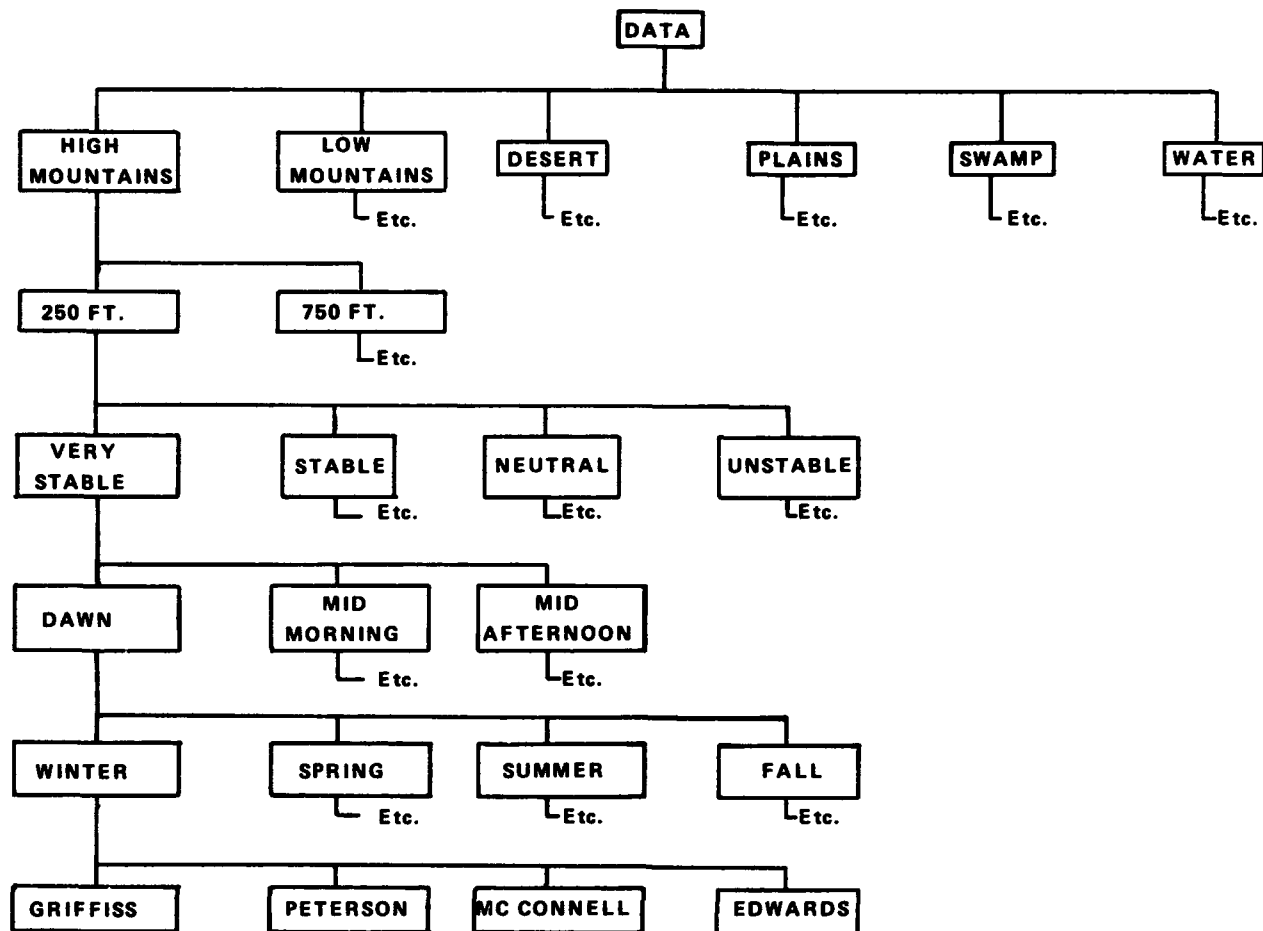 DATA
HIGH
MOUNTAINS
LOW
MOUNTAINS
DESERT
PLAINS
SWAMP
WATER
Etc.
Etc.
Etc.
Etc.
Etc.
250 FT.
750 FT.
Etc.
VERY
STABLE
STABLE
NEUTRAL
UNSTABLE
Etc.
Etc.
Etc.
DAWN
MID
MORNING
MID
AFTERNOON
Etc.
Etc.
WINTER
SPRING
SUMMER
FALL
Etc.
Etc.
Etc.
GRIFFISS
PETERSON
MC CONNELL
EDWARDS